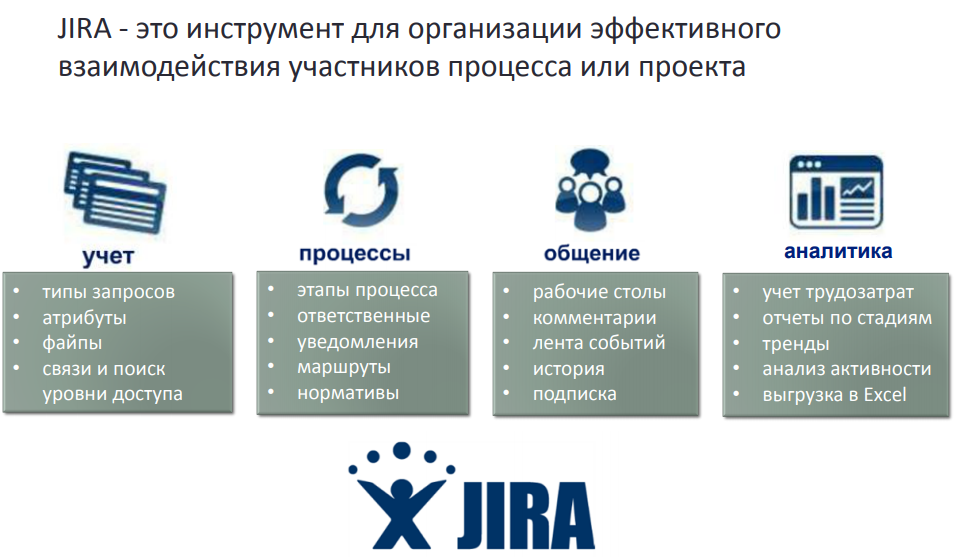 JIRA - это инструмент для организации эффективного
взаимодействия участников процесса или проекта
учет
• типы запросов
• атрибуты
• файпы
• связи и поиск
уровни доступа
процессы
• этапы процесса
• ответственные
• уведомления
• маршруты
• нормативы
общение
• рабочие столы
• комментарии
• лента событий
• история
• подписка
аналитика
• учет трудозатрат
• отчеты по стадиям
• тренды
• анализ активности
• выгрузка в Excel
JIRA